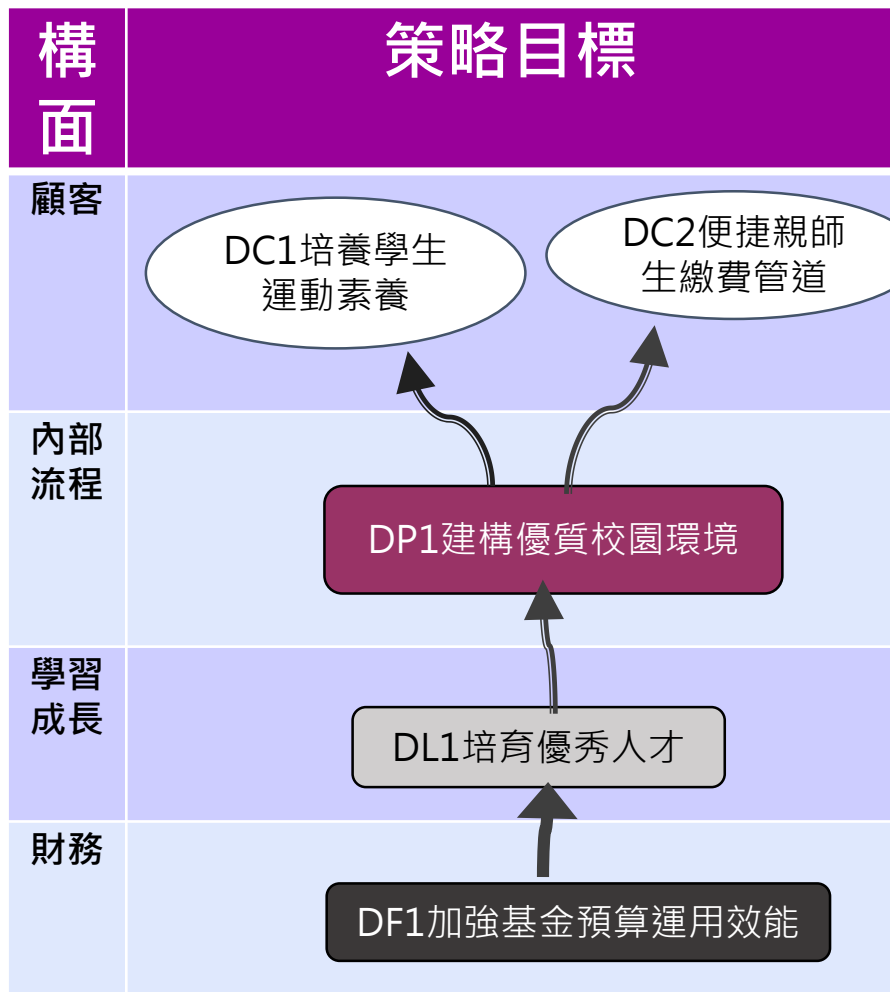 構
面
策略目標
顧客
DC1培養學生
運動素養
DC2便捷親師
生繳費管道
內部
流程
DP1建構優質校園環境
學習
成長
DL1培育優秀人才
財務
DF1加強基金預算運用效能